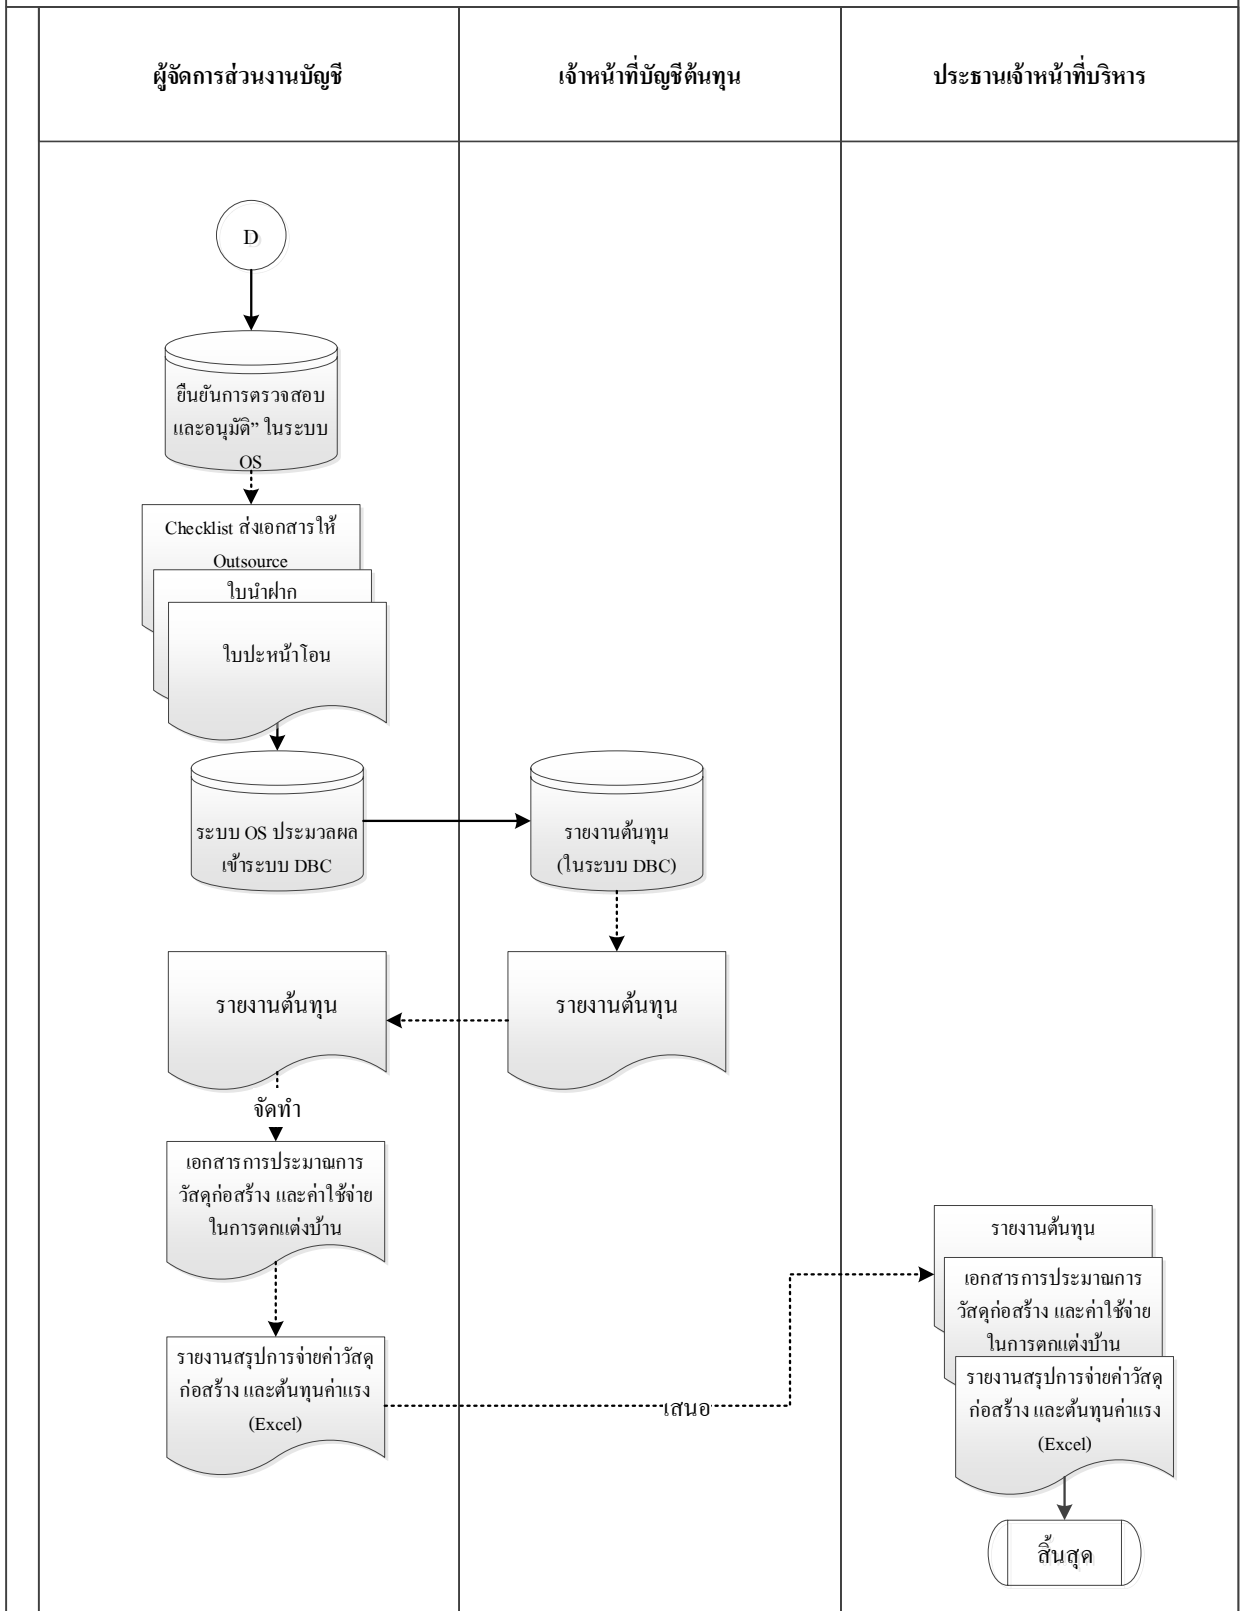 ผู้จัดการส่วนงานบัญชี
เจ้าหน้าที่บัญชีต้นทุน
ประธานเจ้าหน้าที่บริหาร
D
ยืนยันการตรวจสอบ
และอนุมัติ” ในระบบ
OS
Checklist ส่งเอกสารให้
Outsource
ใบนำฝาก
ใบปะหน้าโอน
ระบบ OS ประมวลผล
เข้าระบบ DBC
รายงานต้นทุน
(ในระบบ DBC)
รายงานต้นทุน
รายงานต้นทุน
จัดทำ
เอกสารการประมาณการ
วัสดุก่อสร้าง และค่าใช้จ่าย
ในการตกแต่งบ้าน
รายงานสรุปการจ่ายค่าวัสดุ
ก่อสร้าง และต้นทุนค่าแรง
(Excel)
เสนอ
รายงานต้นทุน
เอกสารการประมาณการ
วัสดุก่อสร้าง และค่าใช้จ่าย
ในการตกแต่งบ้าน
รายงานสรุปการจ่ายค่าวัสดุ
ก่อสร้าง และต้นทุนค่าแรง
(Excel)
สิ้นสุด